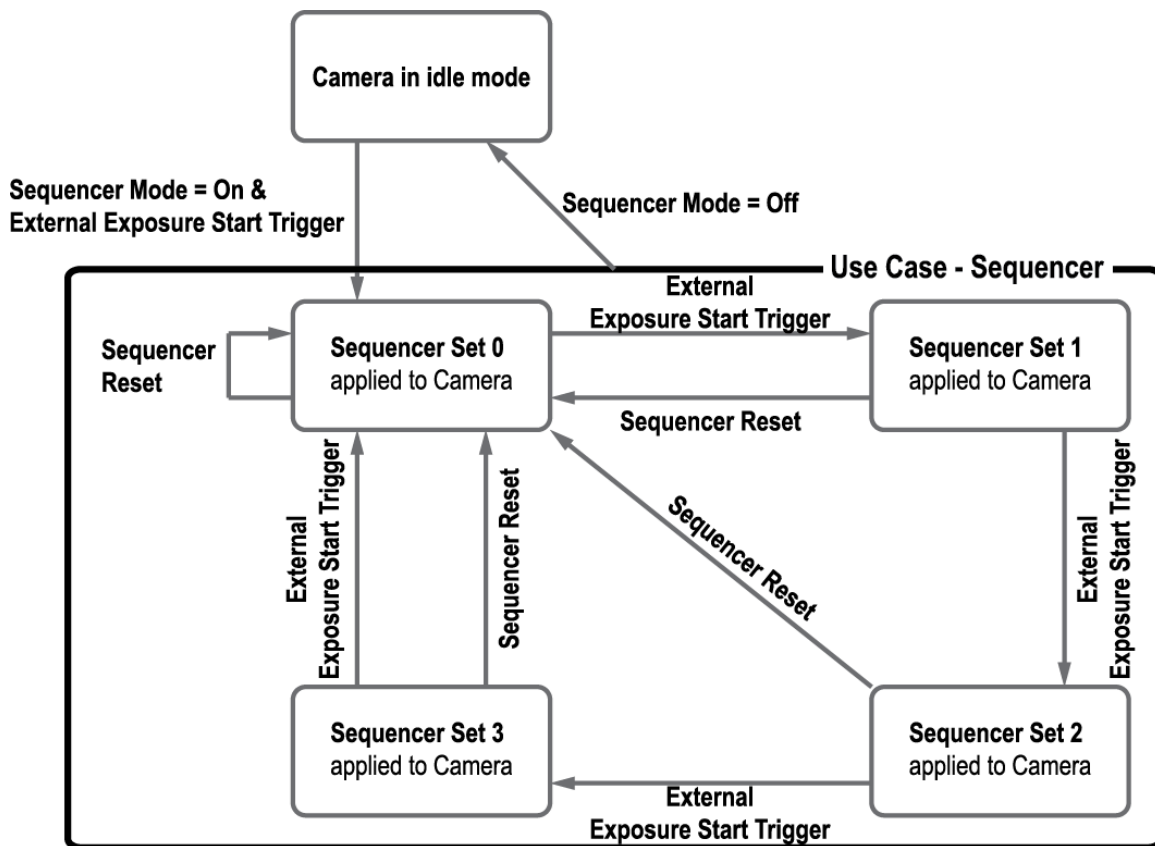 Camera in idle mode
Sequencer Mode = On &
External Exposure Start Trigger
Sequencer Mode = Off
Use Case - Sequencer
External
Exposure Start Trigger
Sequencer
Reset
Sequencer Set 0
applied to Camera
Sequencer Set 1
applied to Camera
Sequencer Reset
External
Exposure Start Trigger
Sequencer Reset
Sequencer Reset
External
Exposure Start Trigger
Sequencer Set 3
applied to Camera
Sequencer Set 2
applied to Camera
External
Exposure Start Trigger